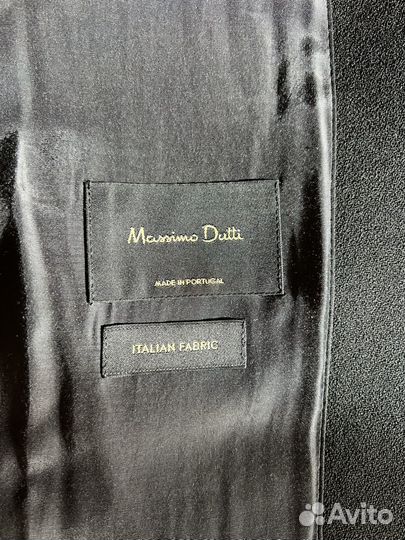 Massimo Dutti
MADE IN PORTUGAL
ITALIAN FABRIC
Avito